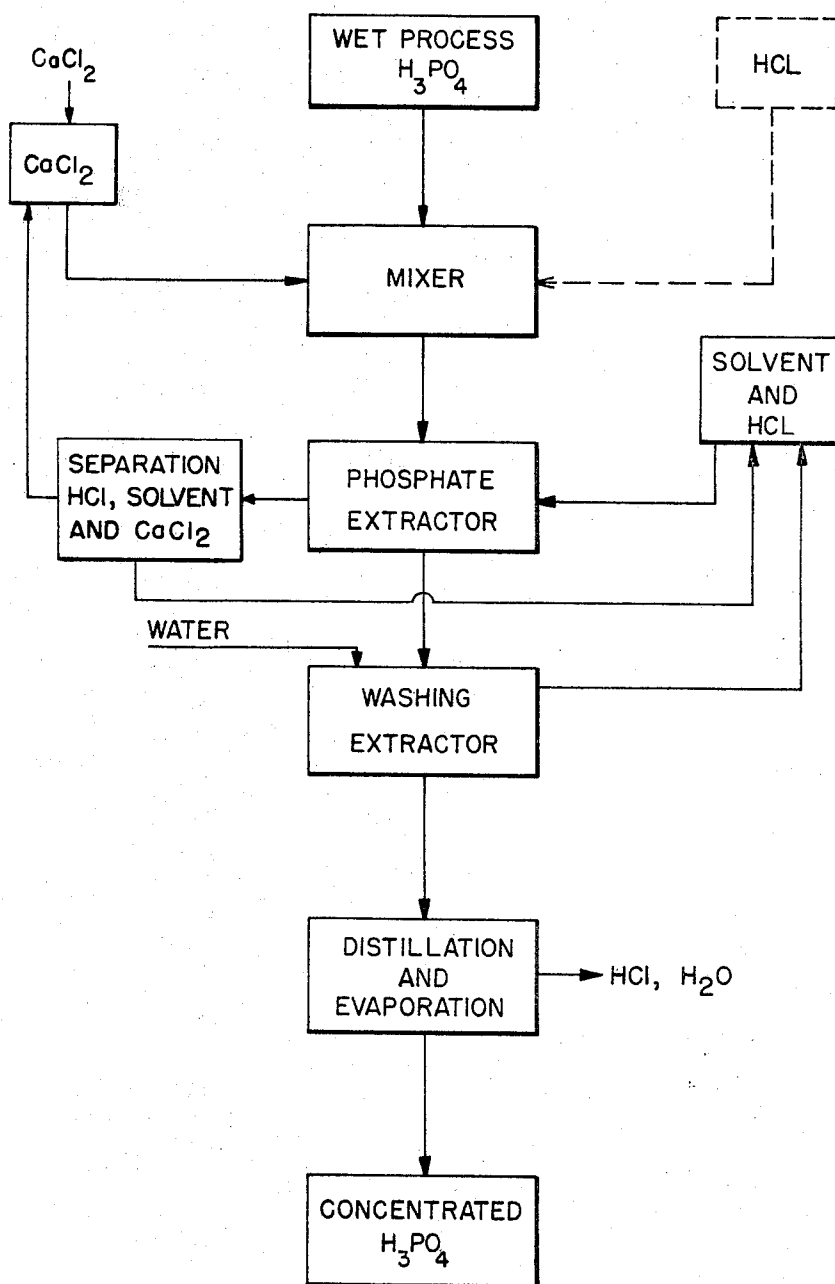 WET PROCESS
H3PO4
HCL
CaCl2
CaCl2
MIXER
SOLVENT
AND
HCL
SEPARATION
HCl, SOLVENT
AND CaCl2
PHOSPHATE
EXTRACTOR
WATER
WASHING
EXTRACTOR
DISTILLATION
AND
EVAPORATION
HCl, H2O
CONCENTRATED
H3PO4